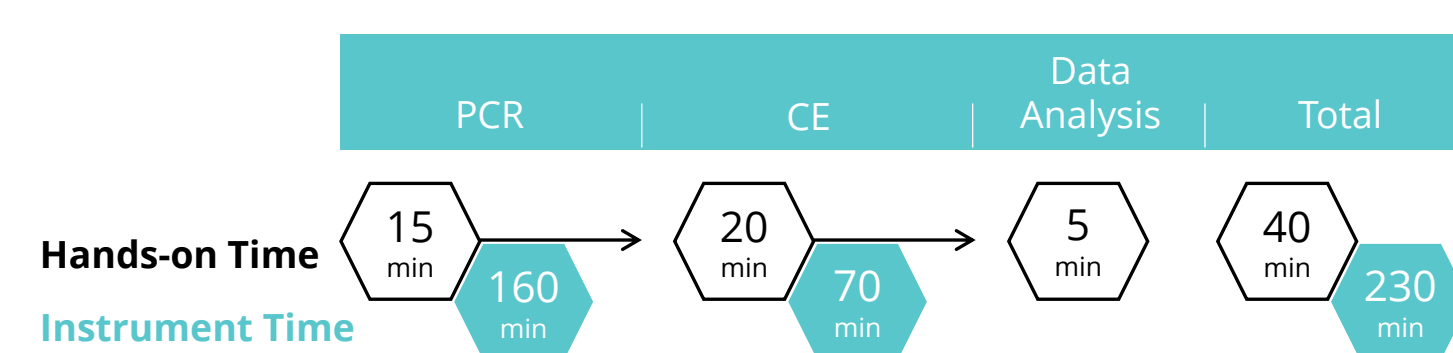 PCR
CE
Data
Analysis
Total
Hands-on Time
15
min
20
min
5
min
40
min
Instrument Time
160
min
70
min
230
min